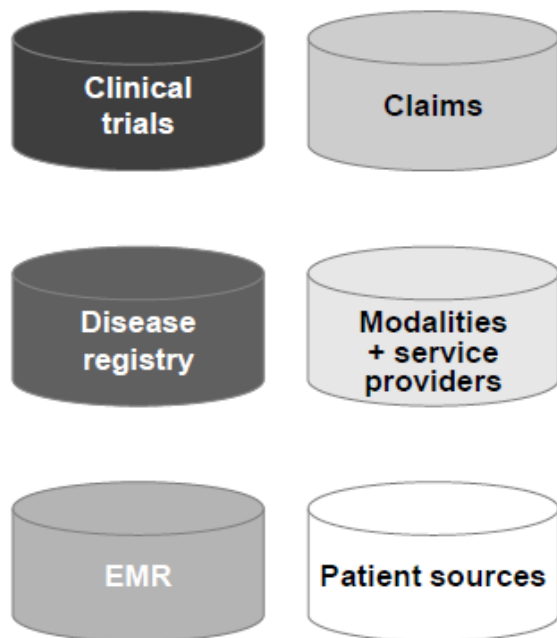 Clinical
trials
Claims
Disease
registry
Modalities
+ service
providers
EMR
Patient sources